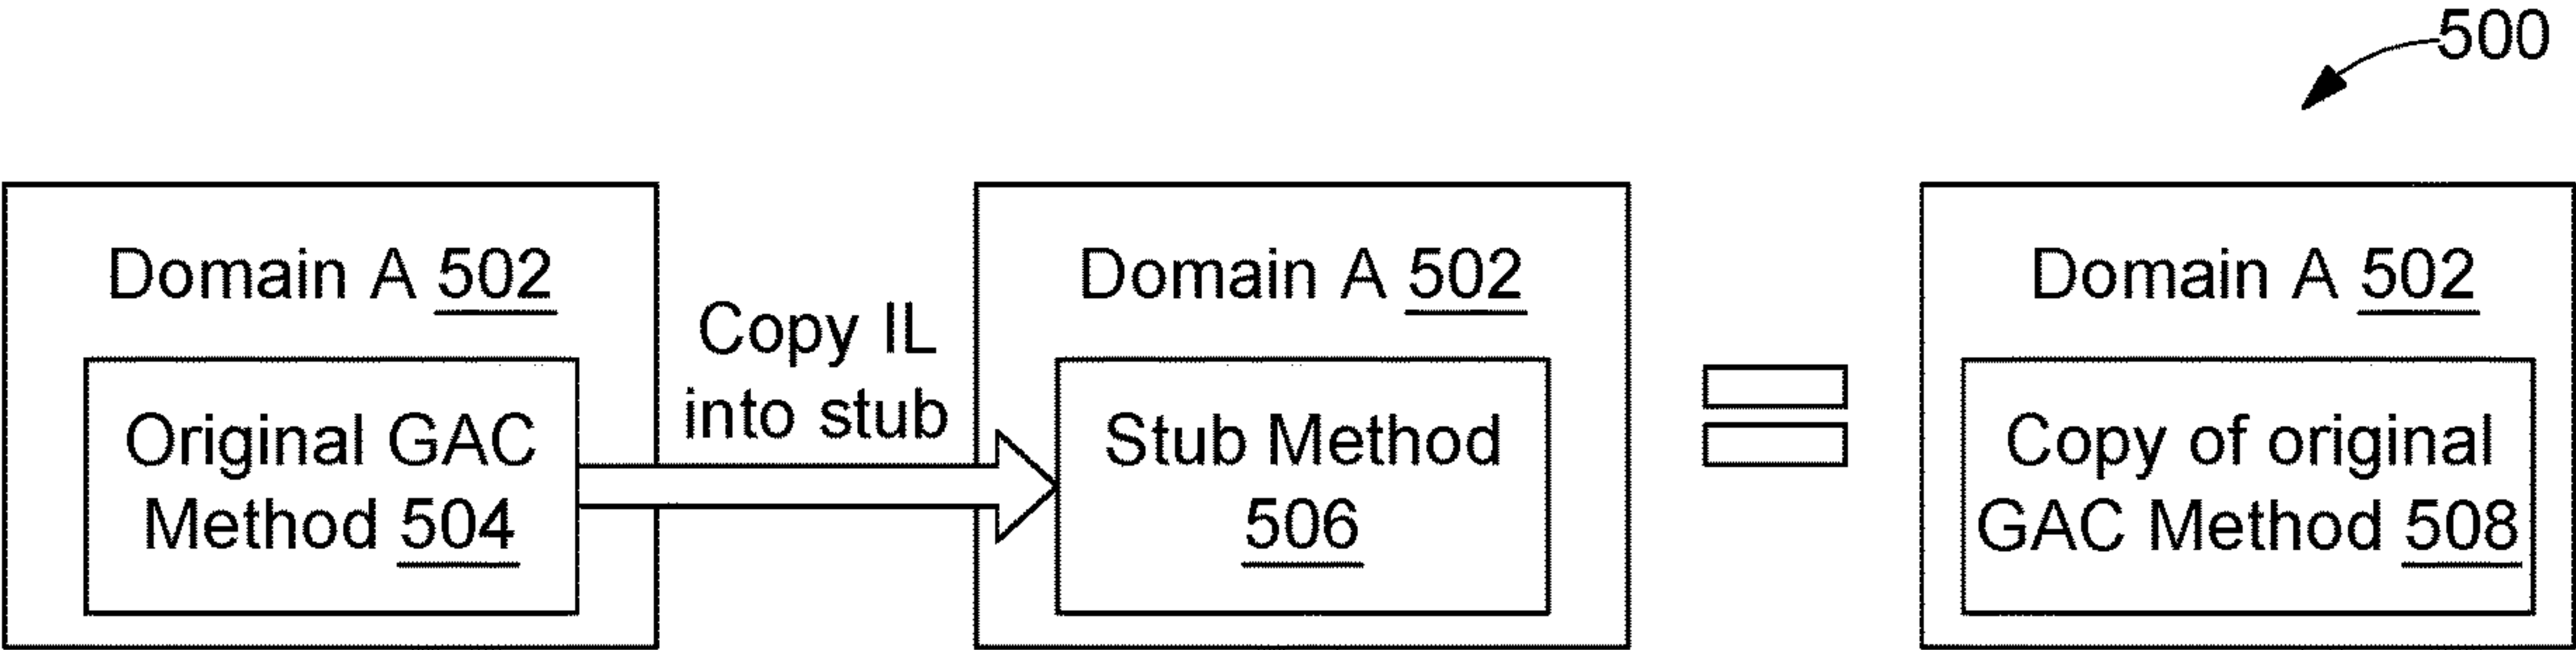 500
Domain A 502
Original GAC
Method 504
Copy IL
into stub
Domain A 502
Stub Method
506
Domain A 502
Copy of original
GAC Method 508